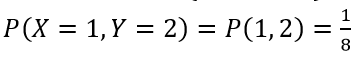 P(X = 1, Y = 2) = P(1, 2) = 1/8